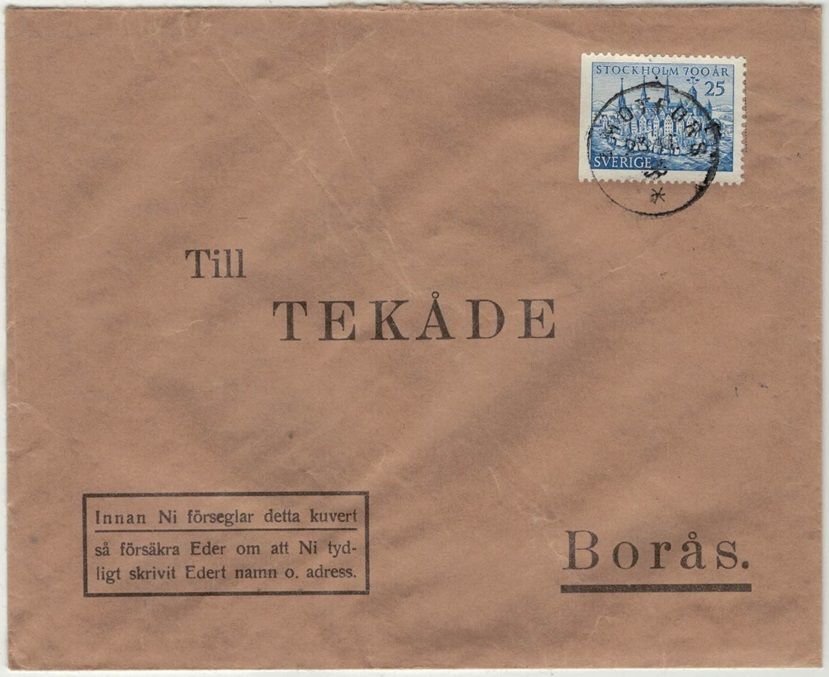 STOCKHOLM 700 ÅR
25
SVERIGE
Till
TEKÅDE
Innan Ni förseglar detta kuvert
så försäkra Eder om att Ni tyd-
ligt skrivit Edert namn o. adress.
Borås.